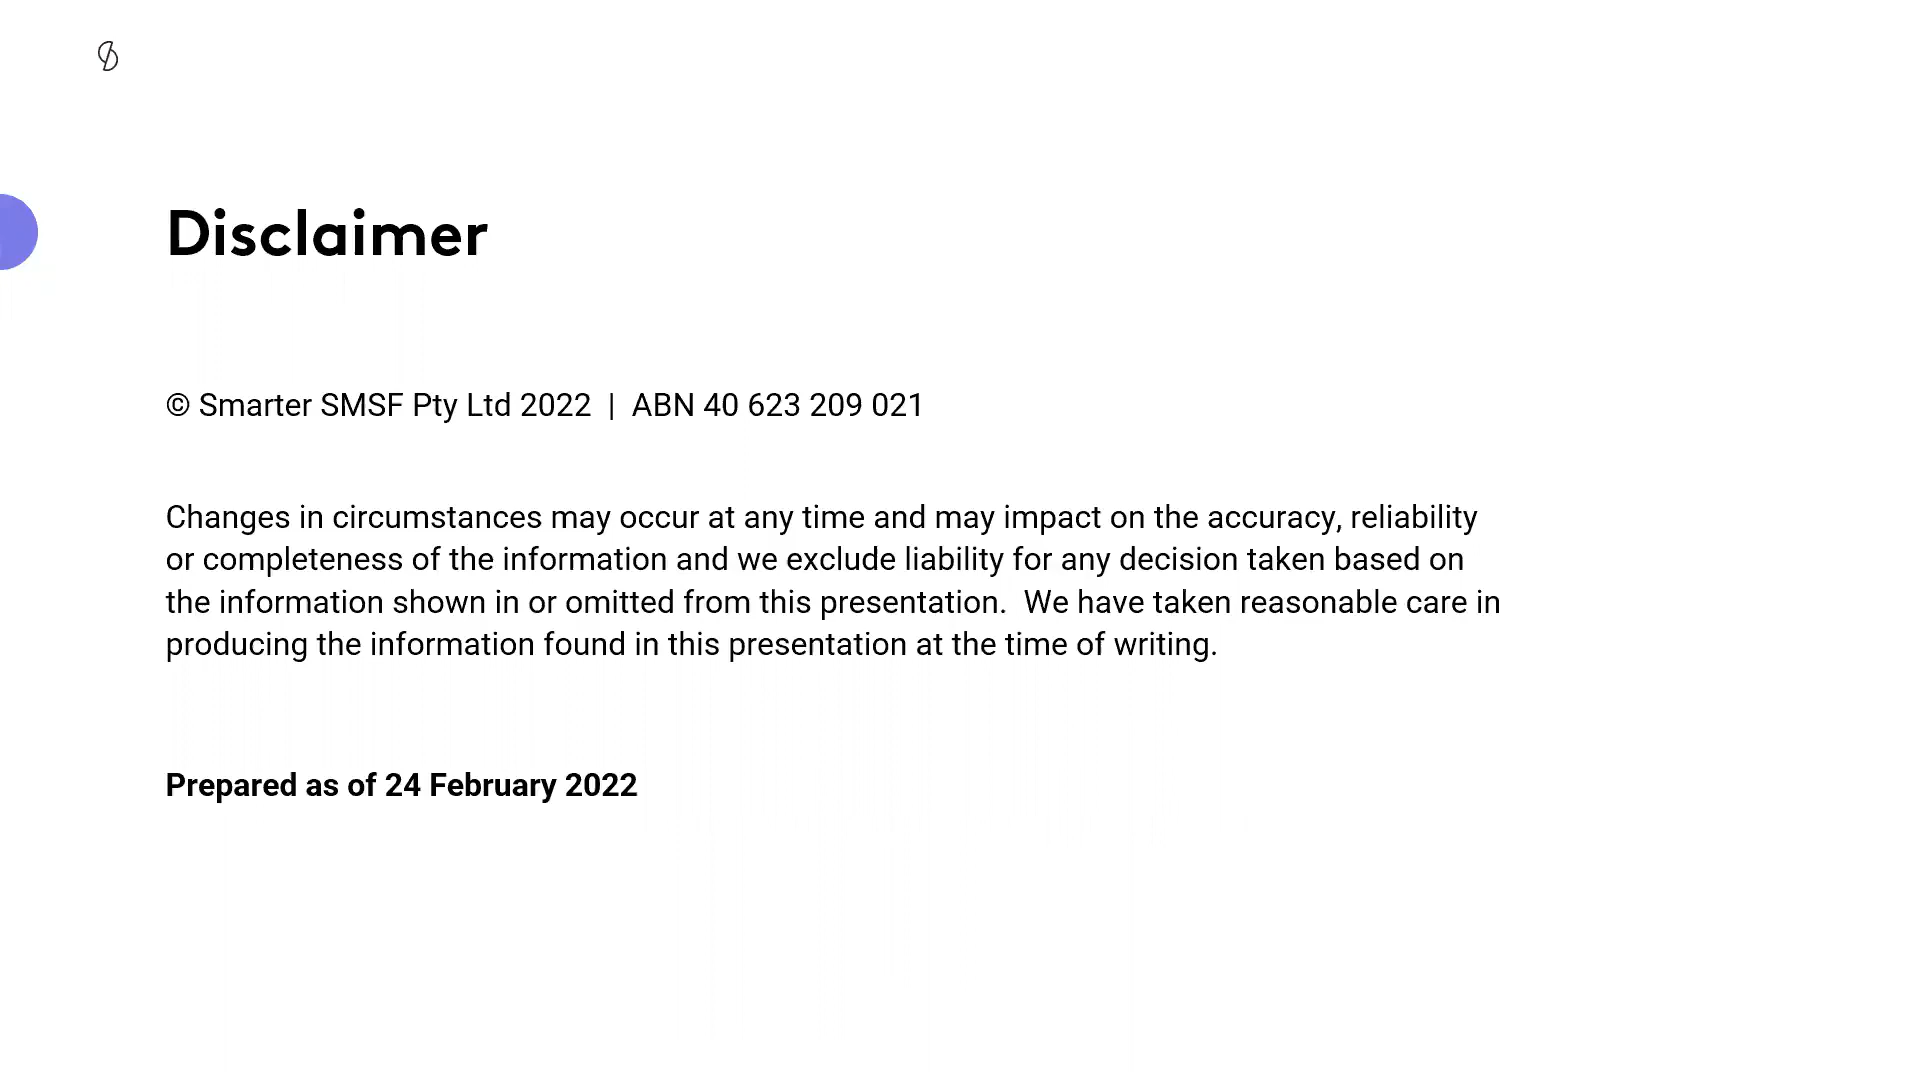 Disclaimer
© Smarter SMSF Pty Ltd 2022 | ABN 40 623 209 021
Changes in circumstances may occur at any time and may impact on the accuracy, reliability
or completeness of the information and we exclude liability for any decision taken based on
the information shown in or omitted from this presentation.  We have taken reasonable care in
producing the information found in this presentation at the time of writing.
Prepared as of 24 February 2022